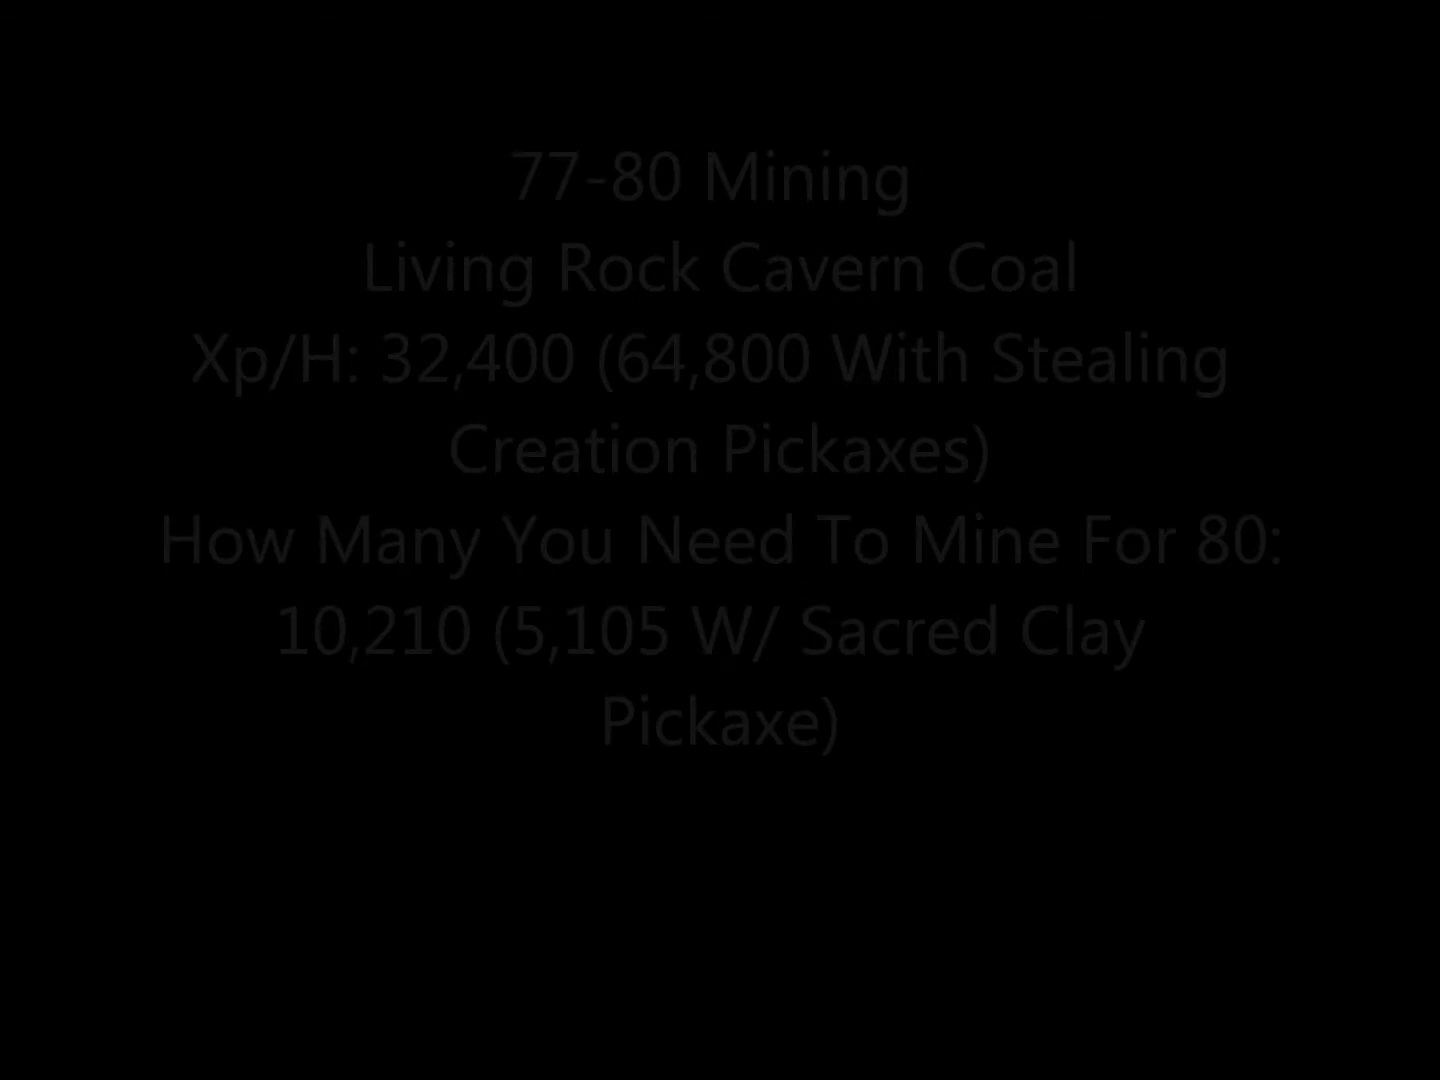 77-80 Mining
Living Rock Cavern Coal
Xp/H: 32,400 (64,800 With Stealing
Creation Pickaxes)
How Many You Need To Mine For 80:
10,210 (5,105 W/ Sacred Clay
Pickaxe)